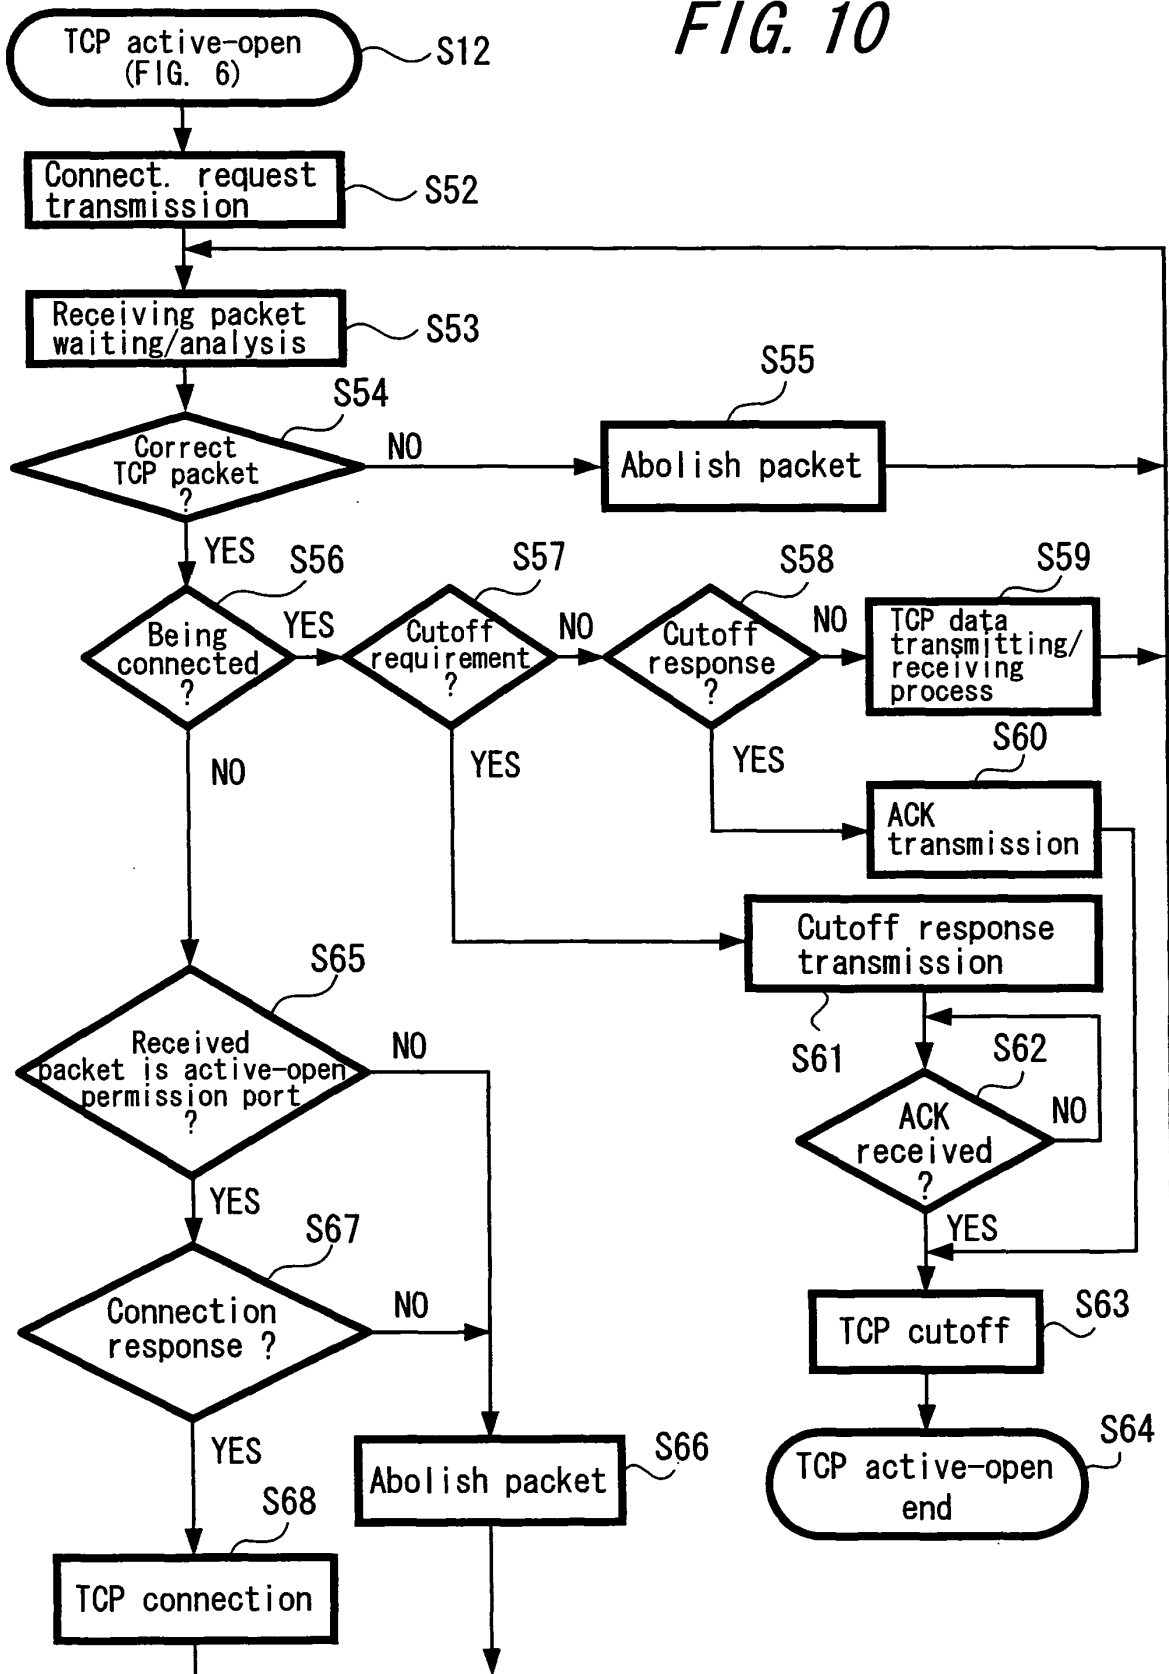 FIG. 10
TCP active-open
(FIG. 6)
S12
Connect. request
transmission
S52
Receiving packet
waiting/analysis
S53
S54
Correct
TCP packet
?
NO
S55
Abolish packet
YES
S56
Being
connected
?
YES
S57
Cutoff
requirement
?
NO
S58
Cutoff
response
?
NO
S59
TCP data
transmitting/
receiving
process
NO
YES
YES
S60
ACK
transmission
Cutoff response
transmission
S61
S62
ACK
received
?
NO
YES
S65
Received
packet is active-open
permission port
?
NO
YES
S67
Connection
response ?
NO
YES
S63
TCP cutoff
S66
Abolish packet
S64
TCP active-open
end
S68
TCP connection